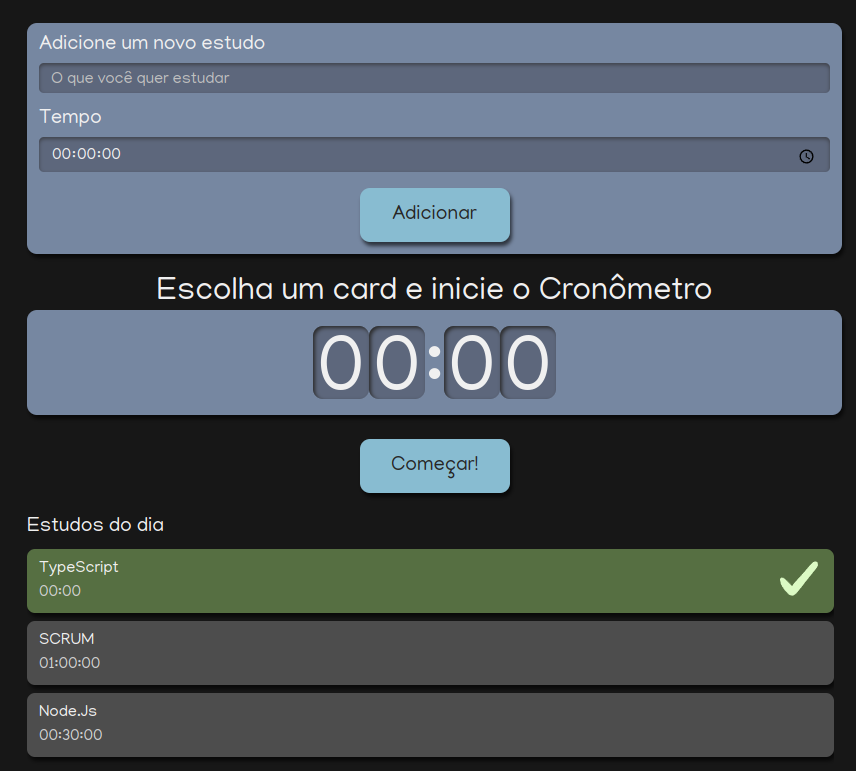 Adicione um novo estudo
O que você quer estudar
Tempo
00:00:00
Adicionar
Escolha um card e inicie o Cronômetro
00:00
Começar!
Estudos do dia
TypeScript
00:00
SCRUM
01:00:00
Node.Js
00:30:00